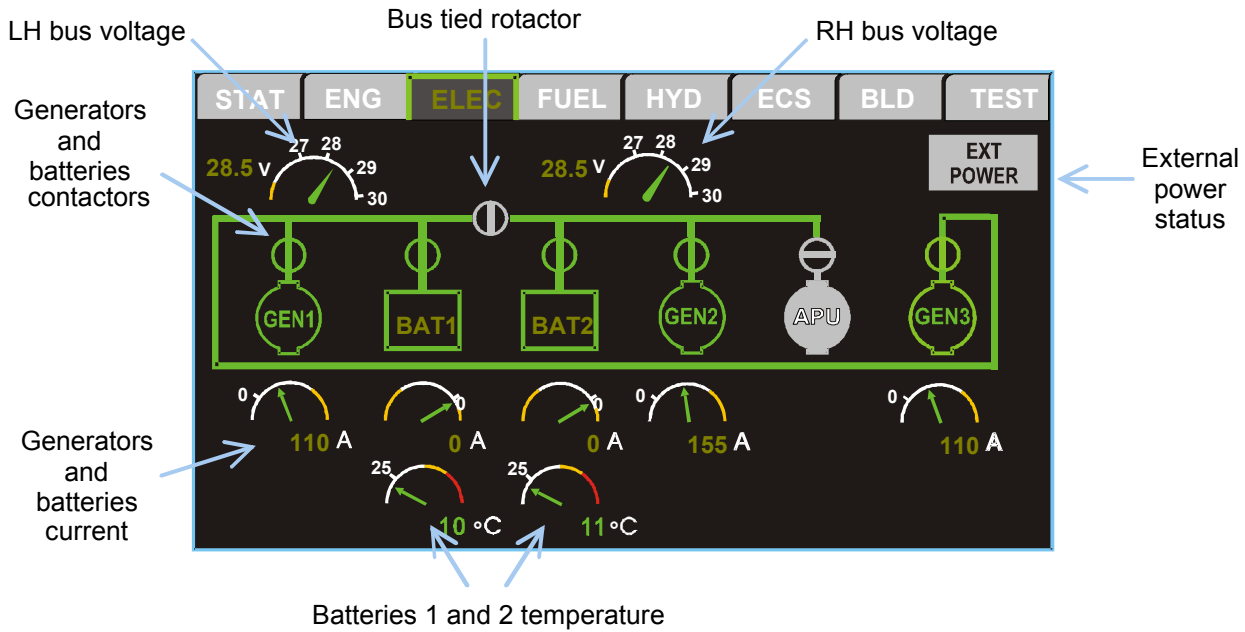 Bus tied rotactor
LH bus voltage
RH bus voltage
STAT ENG ELEC FUEL HYD ECS BLD TEST
Generators
and
batteries
contactors
27 28
29
30
28.5 V
27 28
29
30
28.5 V
EXT
POWER
External
power
status
GEN1
BAT1
BAT2
GEN2
APU
GEN3
0
0
0
0
0
110 A
0 A
0 A
155 A
110 A
Generators
and
batteries
current
25
25
10 °C
11 °C
Batteries 1 and 2 temperature